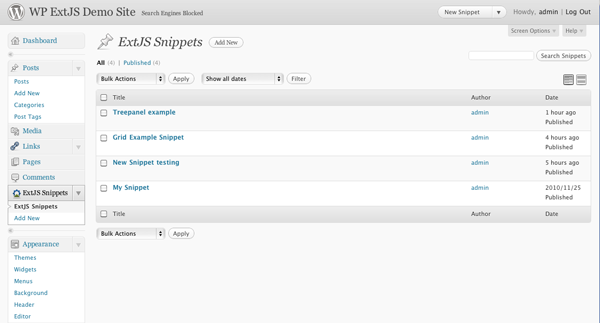 WP ExtJS Demo Site Search Engines Blocked New Snippet Howdy, admin | Log Out
Screen Options Help
ExtJS Snippets Add New
All (4) | Published (4) Search Snippets
Bulk Actions Apply Show all dates Filter
Title Author Date
Treepanel example admin 1 hour ago
Published
Grid Example Snippet admin 4 hours ago
Published
New Snippet testing admin 5 hours ago
Published
My Snippet admin 2010/11/25
Published
Title Author Date
Bulk Actions Apply
Dashboard
Posts
Posts
Add New
Categories
Post Tags
Media
Links
Pages
Comments
ExtJS Snippets
ExtJS Snippets
Add New
Appearance
Themes
Widgets
Menus
Background
Header
Editor